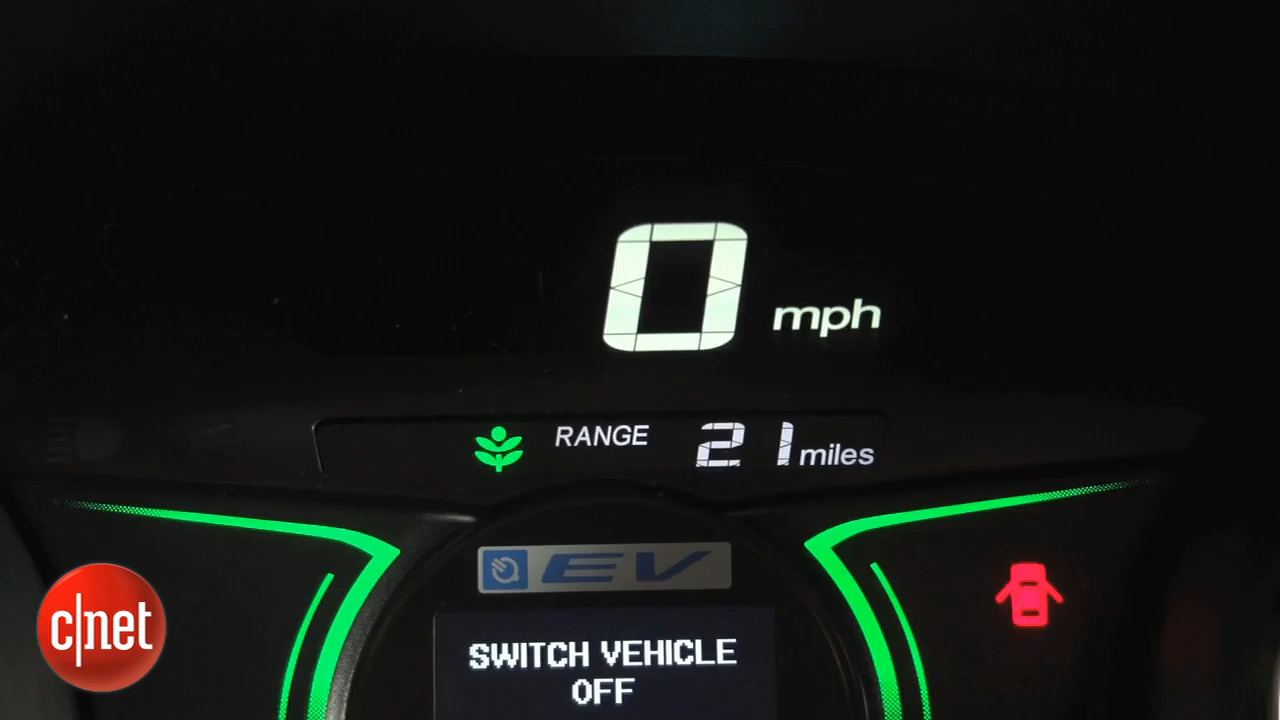 0 mph
RANGE 21 miles
EV
c|net
SWITCH VEHICLE
OFF